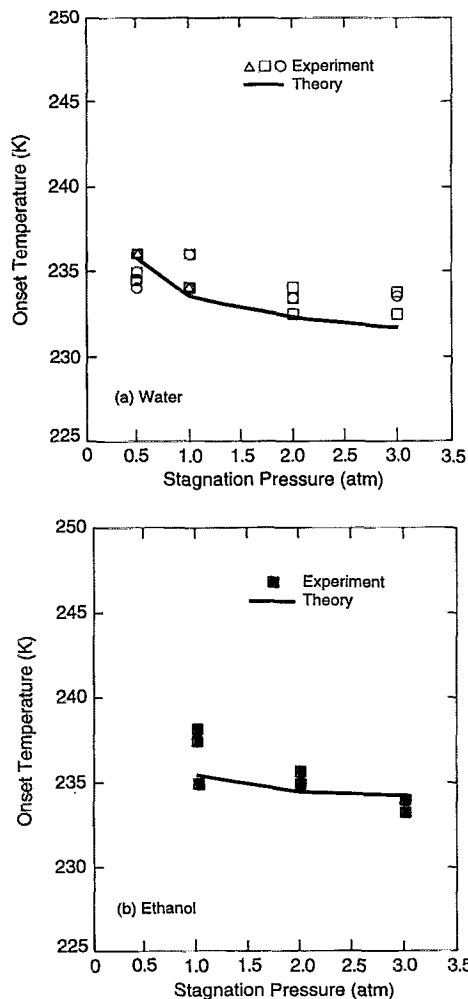 250
245
240
235
230
225
Onset Temperature (K)
△ □ ○ Experiment
Theory
(a) Water
0 0.5 1.0 1.5 2.0 2.5 3.0 3.5
Stagnation Pressure (atm)
250
245
240
235
230
225
Onset Temperature (K)
■ Experiment
Theory
(b) Ethanol
0 0.5 1.0 1.5 2.0 2.5 3.0 3.5
Stagnation Pressure (atm)